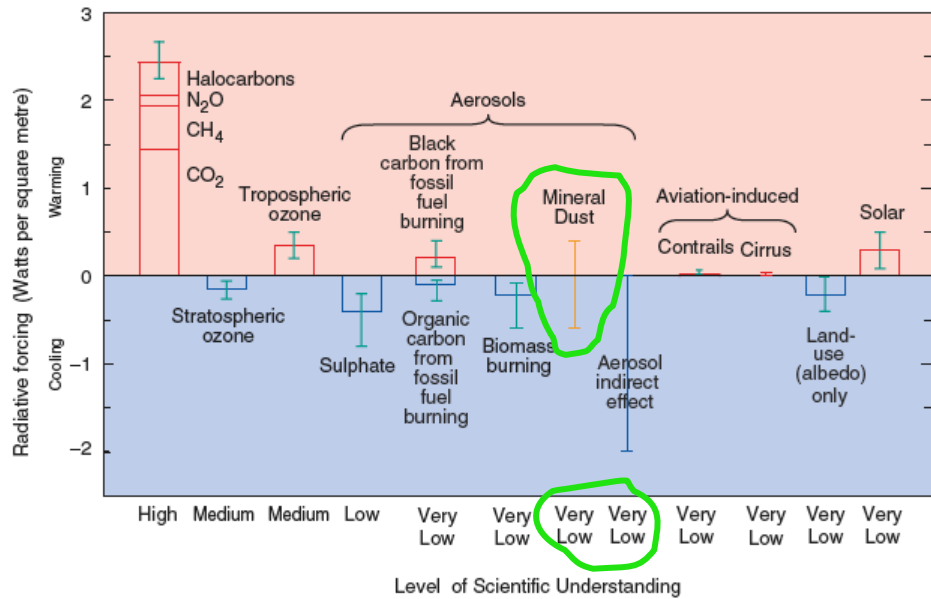 3
2
1
0
−1
−2
Radiative forcing (Watts per square metre)
Warming
Cooling
Halocarbons
N2O
CH4
CO2
Stratospheric
ozone
Tropospheric
ozone
Aerosols
Sulphate
Black
carbon from
fossil
fuel
burning
Organic
carbon
from
fossil
fuel
burning
Biomass
burning
Mineral
Dust
Aerosol
indirect
effect
Aviation-induced
Contrails Cirrus
Land-
use
(albedo)
only
Solar
High Medium Medium Low Very Very Very Very Very Very Very Very
Low Low Low Low Low Low Low Low
Level of Scientific Understanding